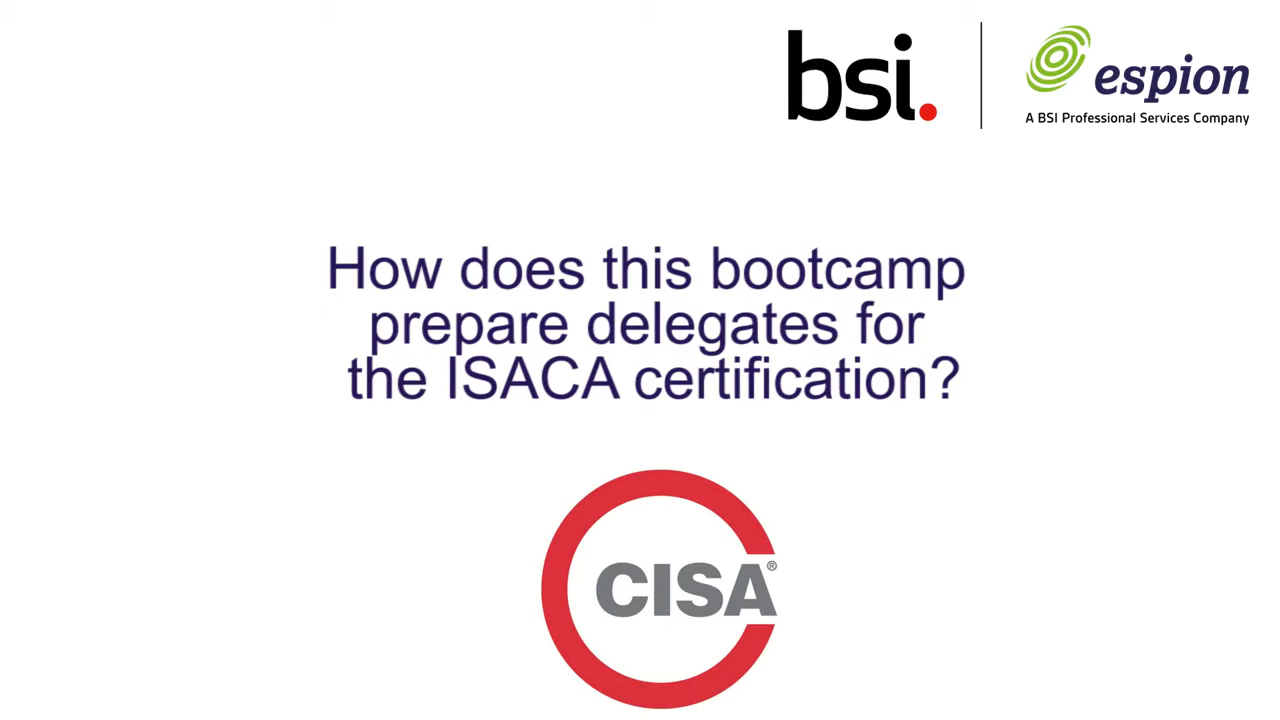 bsi.
espion
A BSI Professional Services Company
How does this bootcamp
prepare delegates for
the ISACA certification?
CISA®